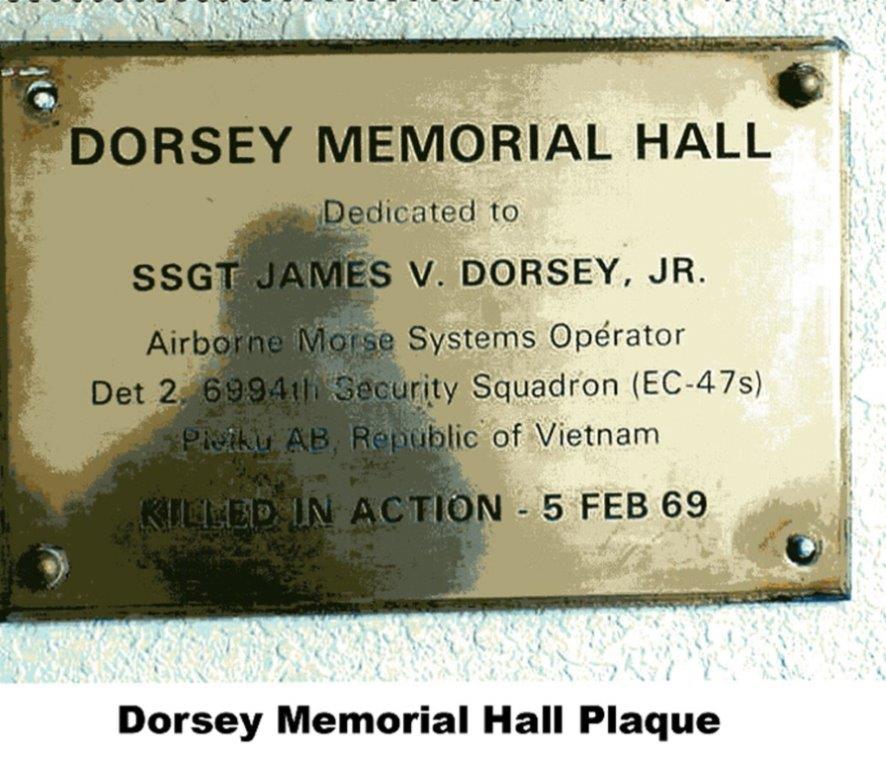 DORSEY MEMORIAL HALL
Dedicated to
SSGT JAMES V. DORSEY, JR.
Airborne Morse Systems Operator
Det 2, 6994th Security Squadron (EC-47s)
Pleiku AB, Republic of Vietnam
KILLED IN ACTION - 5 FEB 69
Dorsey Memorial Hall Plaque